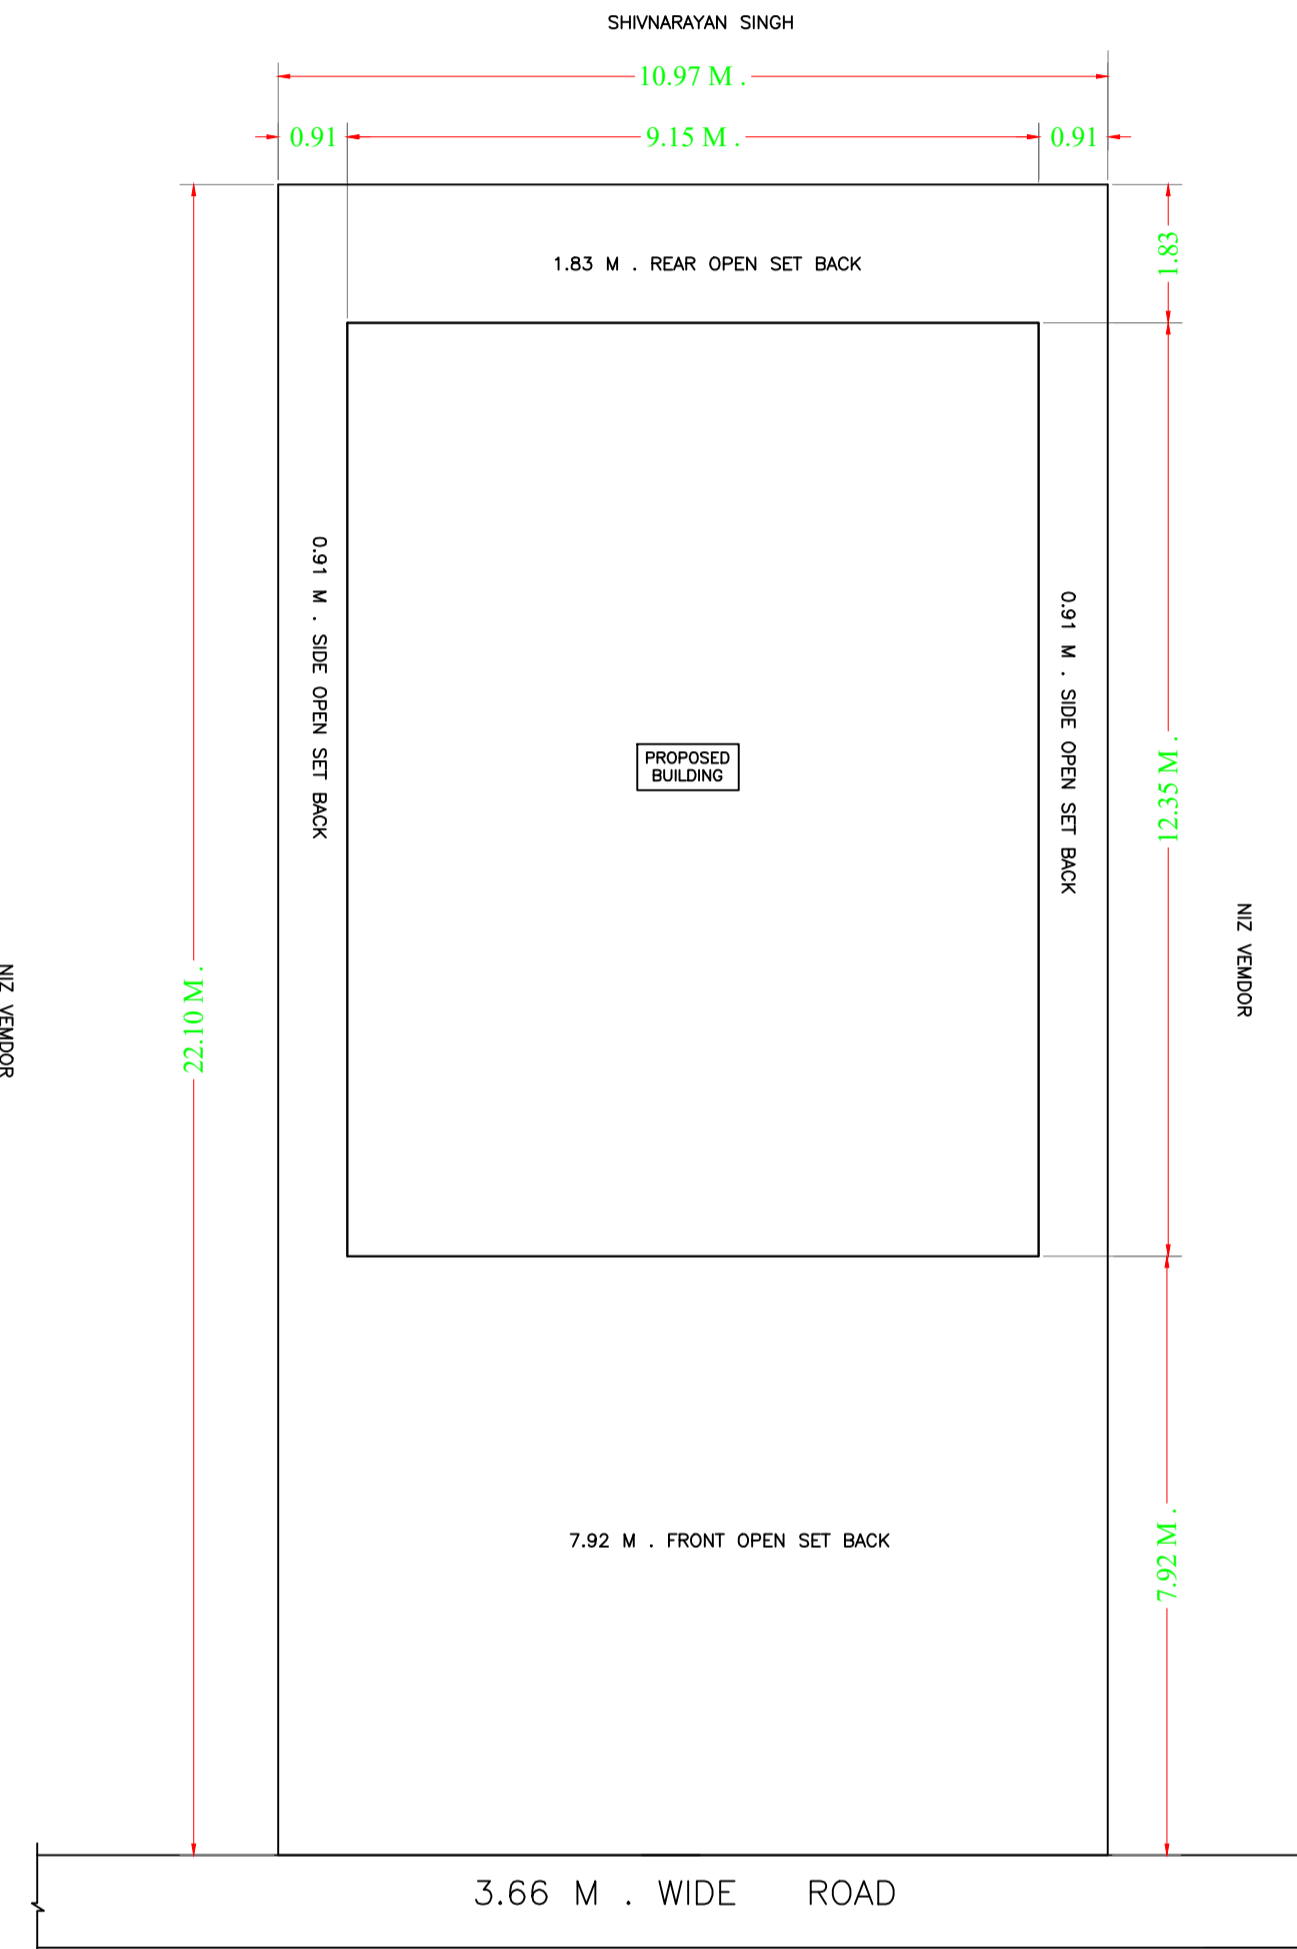 SHIVNARAYAN SINGH
10.97 M .
0.91
9.15 M .
0.91
1.83 M . REAR OPEN SET BACK
1.83
0.91 M . SIDE OPEN SET BACK
0.91 M . SIDE OPEN SET BACK
PROPOSED
BUILDING
12.35 M .
NIZ VEMDOR
NIZ VEMDOR
22.10 M .
7.92 M . FRONT OPEN SET BACK
7.92 M .
3.66 M . WIDE ROAD